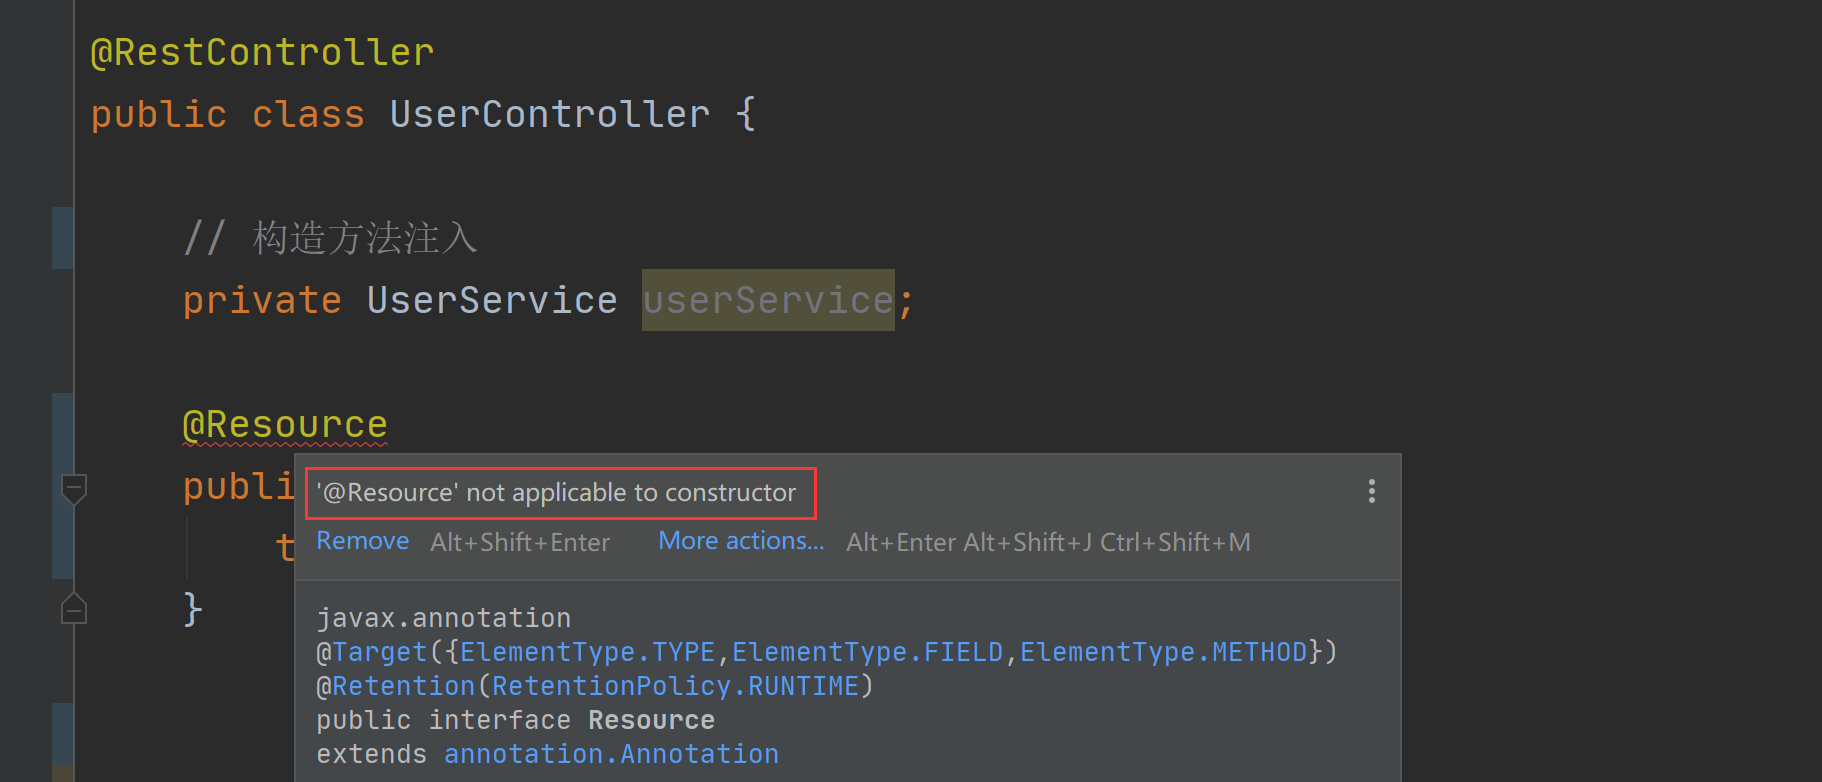 @RestController
public class UserController {
// 构造方法注入
private UserService userService;
@Resource
publi
'@Resource' not applicable to constructor
t
Remove Alt+Shift+Enter More actions... Alt+Enter Alt+Shift+J Ctrl+Shift+M
}
javax.annotation
@Target({ElementType.TYPE,ElementType.FIELD,ElementType.METHOD})
@Retention(RetentionPolicy.RUNTIME)
public interface Resource
extends annotation.Annotation